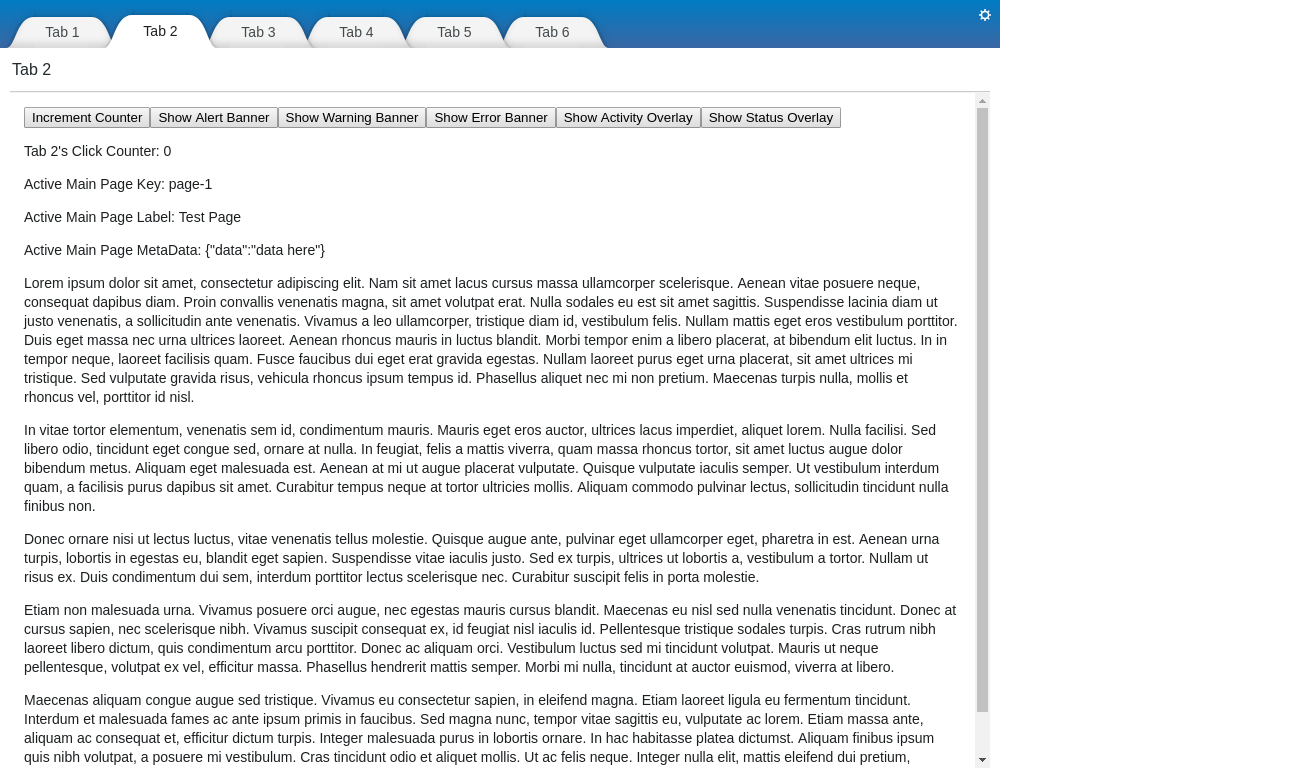 Tab 1 Tab 2 Tab 3 Tab 4 Tab 5 Tab 6
Tab 2
Increment Counter Show Alert Banner Show Warning Banner Show Error Banner Show Activity Overlay Show Status Overlay
Tab 2's Click Counter: 0
Active Main Page Key: page-1
Active Main Page Label: Test Page
Active Main Page MetaData: {"data":"data here"}
Lorem ipsum dolor sit amet, consectetur adipiscing elit. Nam sit amet lacus cursus massa ullamcorper scelerisque. Aenean vitae posuere neque,
consequat dapibus diam. Proin convallis venenatis magna, sit amet volutpat erat. Nulla sodales eu est sit amet sagittis. Suspendisse lacinia diam ut
justo venenatis, a sollicitudin ante venenatis. Vivamus a leo ullamcorper, tristique diam id, vestibulum felis. Nullam mattis eget eros vestibulum porttitor.
Duis eget massa nec urna ultrices laoreet. Aenean rhoncus mauris in luctus blandit. Morbi tempor enim a libero placerat, at bibendum elit luctus. In in
tempor neque, laoreet facilisis quam. Fusce faucibus dui eget erat gravida egestas. Nullam laoreet purus eget urna placerat, sit amet ultrices mi
tristique. Sed vulputate gravida risus, vehicula rhoncus ipsum tempus id. Phasellus aliquet nec mi non pretium. Maecenas turpis nulla, mollis et
rhoncus vel, porttitor id nisl.
In vitae tortor elementum, venenatis sem id, condimentum mauris. Mauris eget eros auctor, ultrices lacus imperdiet, aliquet lorem. Nulla facilisi. Sed
libero odio, tincidunt eget congue sed, ornare at nulla. In feugiat, felis a mattis viverra, quam massa rhoncus tortor, sit amet luctus augue dolor
bibendum metus. Aliquam eget malesuada est. Aenean at mi ut augue placerat vulputate. Quisque vulputate iaculis semper. Ut vestibulum interdum
quam, a facilisis purus dapibus sit amet. Curabitur tempus neque at tortor ultricies mollis. Aliquam commodo pulvinar lectus, sollicitudin tincidunt nulla
finibus non.
Donec ornare nisi ut lectus luctus, vitae venenatis tellus molestie. Quisque augue ante, pulvinar eget ullamcorper eget, pharetra in est. Aenean urna
turpis, lobortis in egestas eu, blandit eget sapien. Suspendisse vitae iaculis justo. Sed ex turpis, ultrices ut lobortis a, vestibulum a tortor. Nullam ut
risus ex. Duis condimentum dui sem, interdum porttitor lectus scelerisque nec. Curabitur suscipit felis in porta molestie.
Etiam non malesuada urna. Vivamus posuere orci augue, nec egestas mauris cursus blandit. Maecenas eu nisl sed nulla venenatis tincidunt. Donec at
cursus sapien, nec scelerisque nibh. Vivamus suscipit consequat ex, id feugiat nisl iaculis id. Pellentesque tristique sodales turpis. Cras rutrum nibh
laoreet libero dictum, quis condimentum arcu porttitor. Donec ac aliquam orci. Vestibulum luctus sed mi tincidunt volutpat. Mauris ut neque
pellentesque, volutpat ex vel, efficitur massa. Phasellus hendrerit mattis semper. Morbi mi nulla, tincidunt at auctor euismod, viverra at libero.
Maecenas aliquam congue augue sed tristique. Vivamus eu consectetur sapien, in eleifend magna. Etiam laoreet ligula eu fermentum tincidunt.
Interdum et malesuada fames ac ante ipsum primis in faucibus. Sed magna nunc, tempor vitae sagittis eu, vulputate ac lorem. Etiam massa ante,
aliquam ac consequat et, efficitur dictum turpis. Integer malesuada purus in lobortis ornare. In hac habitasse platea dictumst. Aliquam finibus ipsum
quis nibh volutpat, a posuere mi vestibulum. Cras tincidunt odio et aliquet mollis. Ut ac felis neque. Integer nulla elit, mattis eleifend dui pretium,